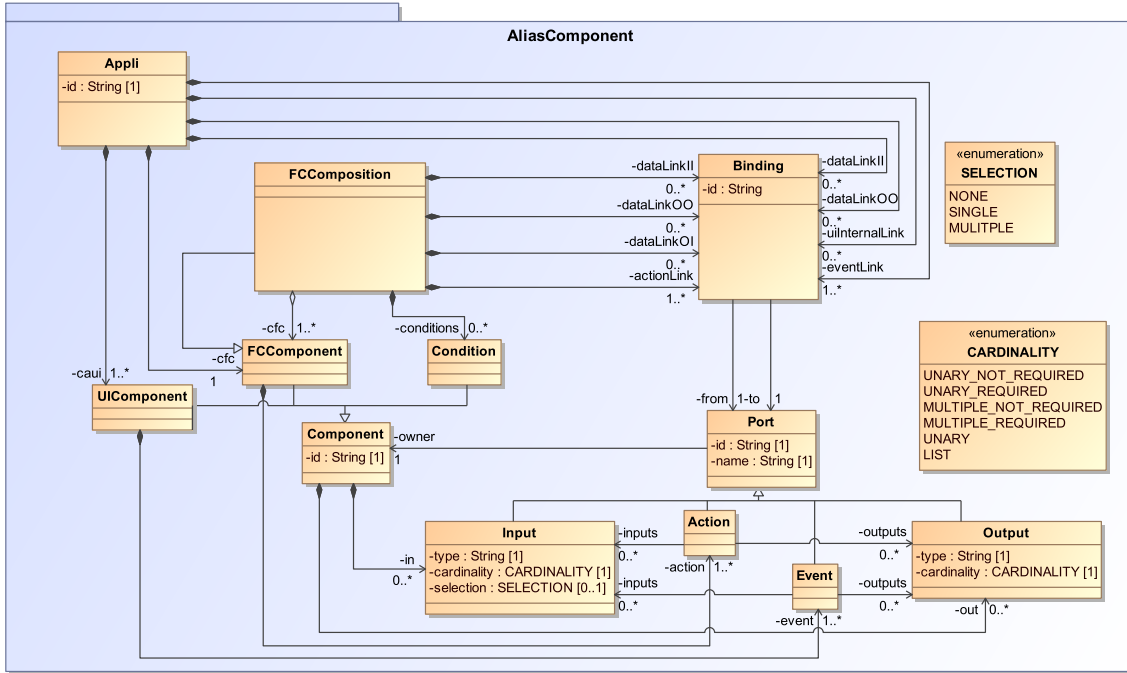 AliasComponent
Appli
-id : String [1]
FCComposition
-dataLinkII
0..*
-dataLinkOO
0..*
-dataLinkOI
0..*
-actionLink
1..*
Binding
-id : String
-dataLinkII
0..*
-dataLinkOO
0..*
-uiInternalLink
0..*
-eventLink
1..*
«enumeration»
SELECTION
NONE
SINGLE
MULITPLE
-cfc 1..*
-conditions 0..*
FCComponent
-cfc
1
Condition
«enumeration»
CARDINALITY
UNARY_NOT_REQUIRED
UNARY_REQUIRED
MULTIPLE_NOT_REQUIRED
MULTIPLE_REQUIRED
UNARY
LIST
-caui 1..*
UIComponent
-from 1
-to 1
Component
-id : String [1]
-owner
1
Port
-id : String [1]
-name : String [1]
-in
0..*
Input
-type : String [1]
-cardinality : CARDINALITY [1]
-selection : SELECTION [0..1]
-inputs
0..*
-inputs
0..*
Action
-action 1..*
Event
-event 1..*
-outputs
0..*
-outputs
0..*
Output
-type : String [1]
-cardinality : CARDINALITY [1]
-out 0..*